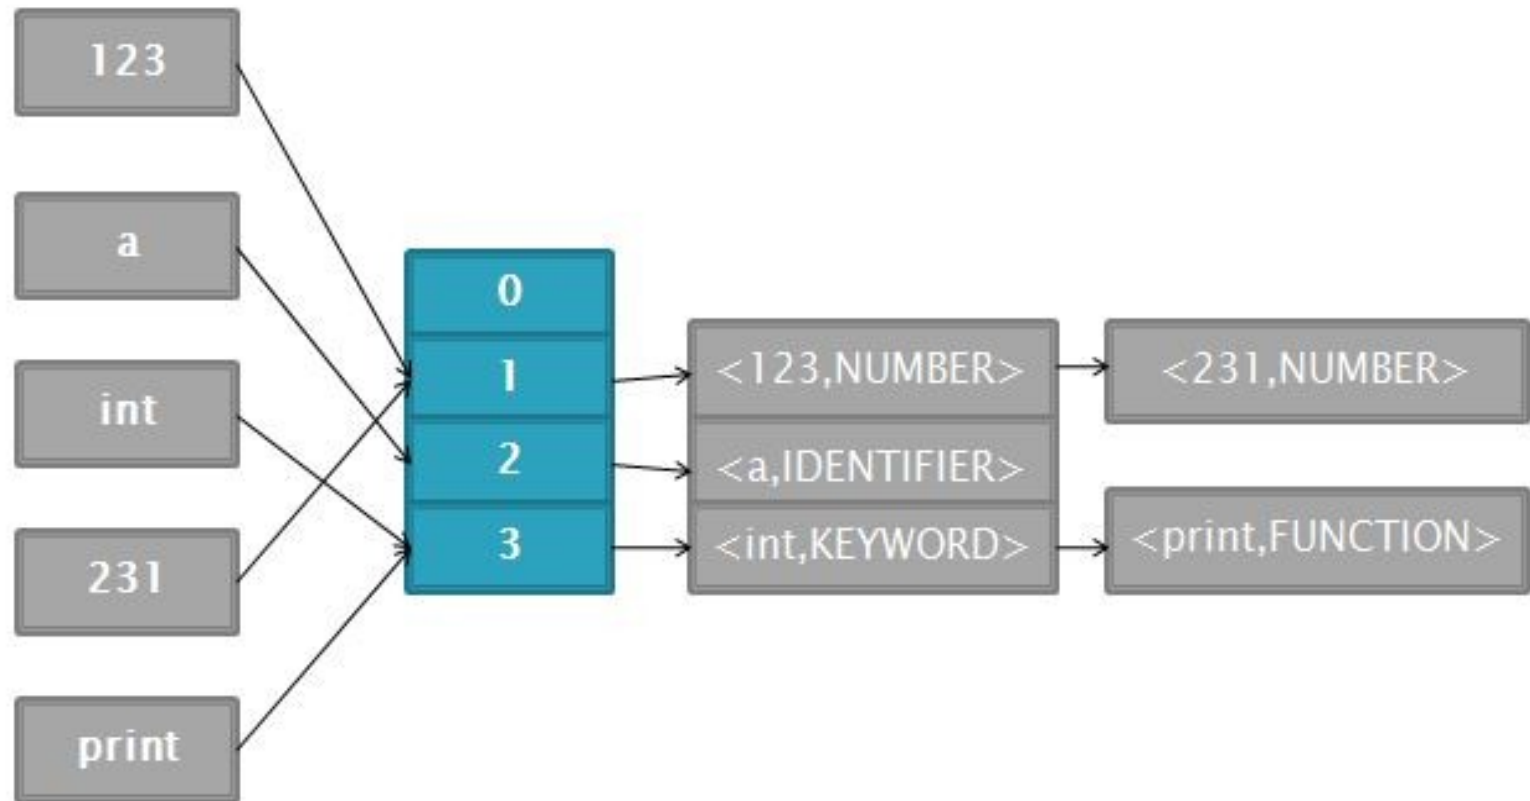 123
a
int
231
print
0
1
2
3
<123,NUMBER>
<a,IDENTIFIER>
<int,KEYWORD>
<231,NUMBER>
<print,FUNCTION>